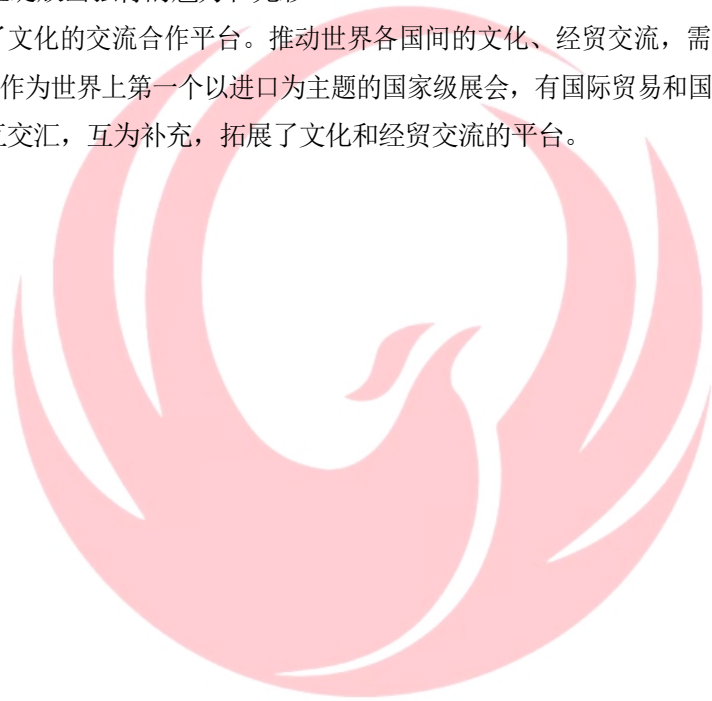 了文化的交流合作平台。推动世界各国间的文化、经贸交流，需
作为世界上第一个以进口为主题的国家级展会，有国际贸易和国
互交汇，互为补充，拓展了文化和经贸交流的平台。